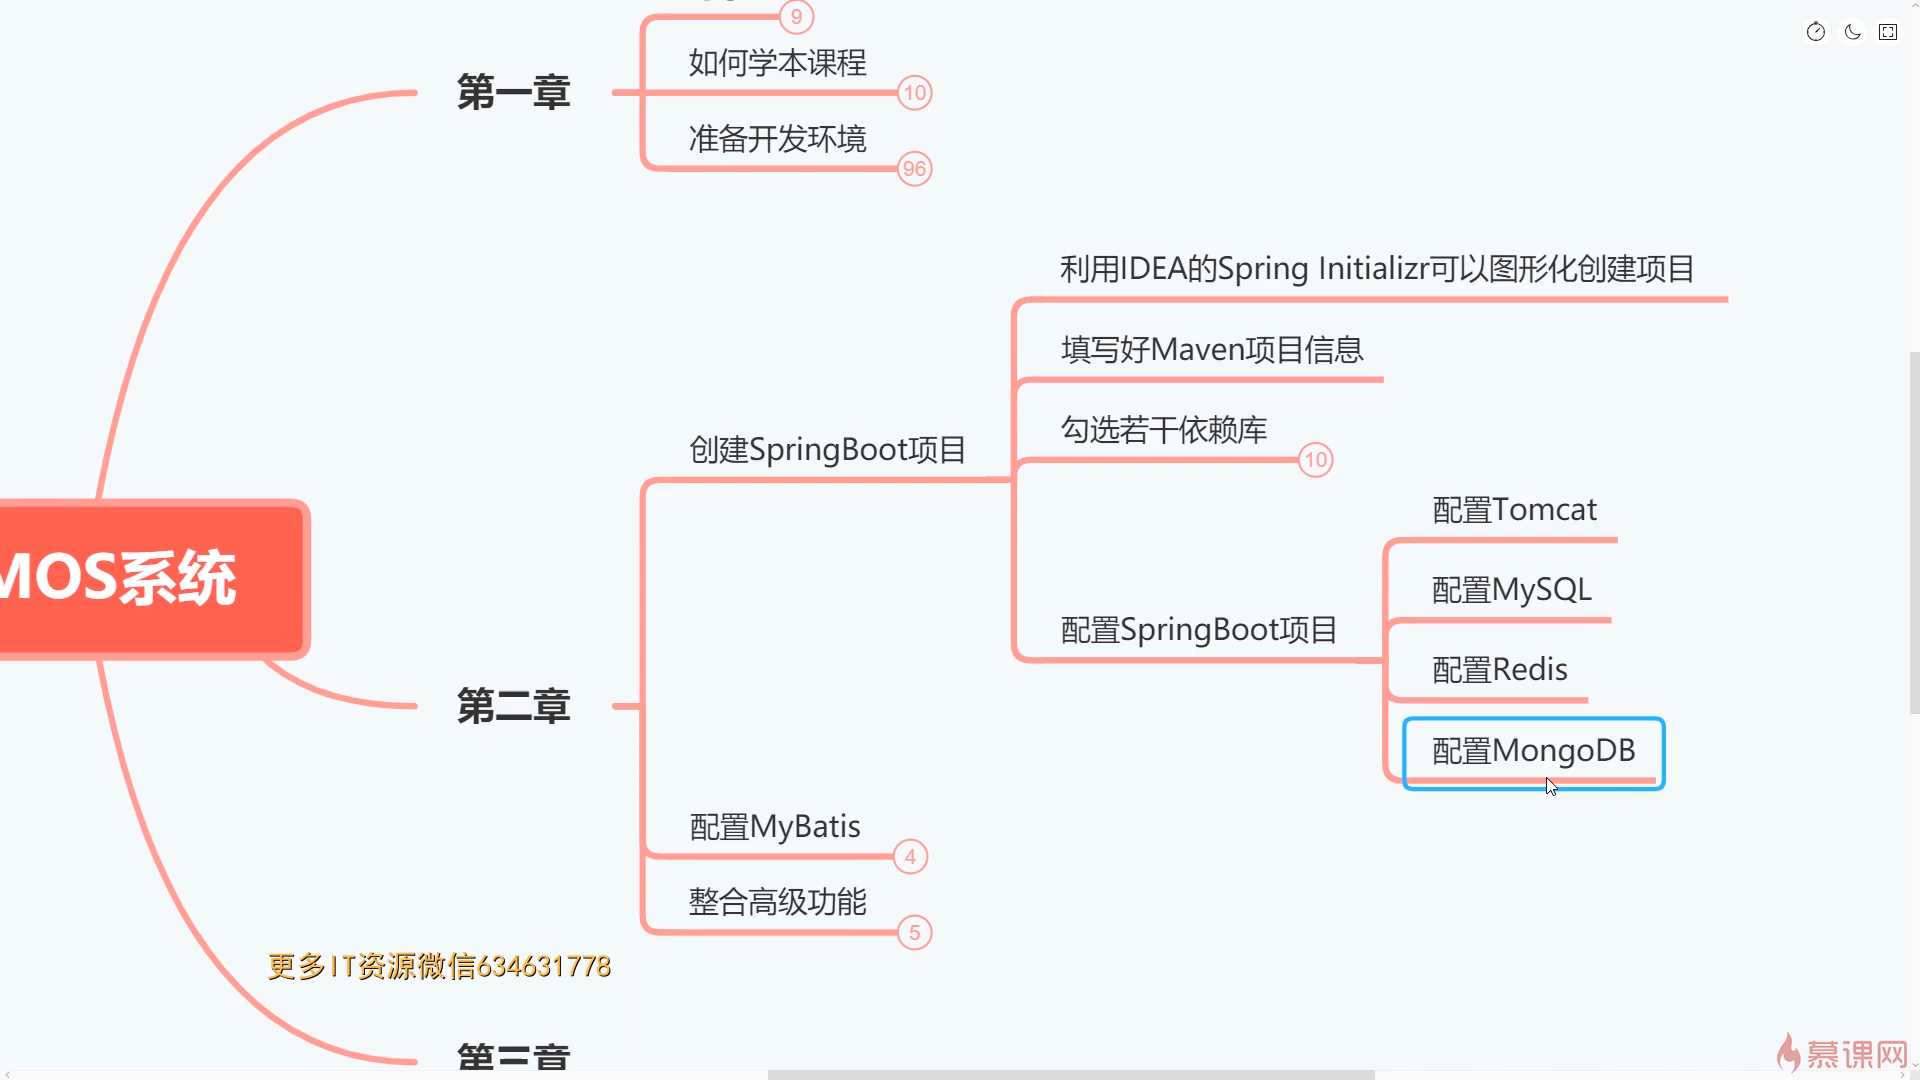 9
如何学本课程
10
第一章
准备开发环境
96
利用IDEA的Spring Initializr可以图形化创建项目
填写好Maven项目信息
勾选若干依赖库
10
创建SpringBoot项目
配置Tomcat
配置MySQL
配置SpringBoot项目
配置Redis
配置MongoDB
MOS系统
第二章
配置MyBatis
4
整合高级功能
5
更多IT资源微信634631778
第三章
慕课网